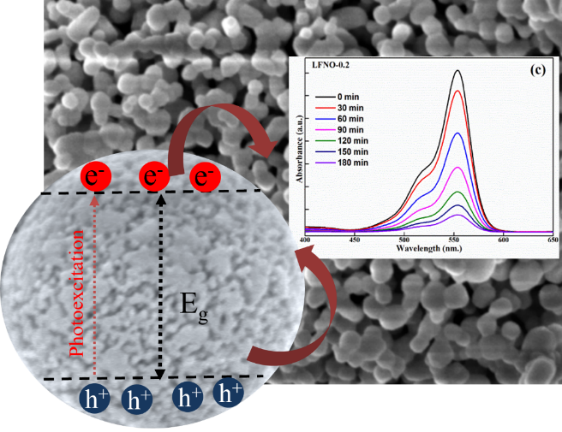 LFNO-0.2
(c)
0 min
30 min
60 min
90 min
120 min
150 min
180 min
Absorbance (a.u.)
400
450
500
550
600
650
Wavelength (nm.)
e-
e-
e-
Photoexcitation
Eg
h+
h+
h+
h+